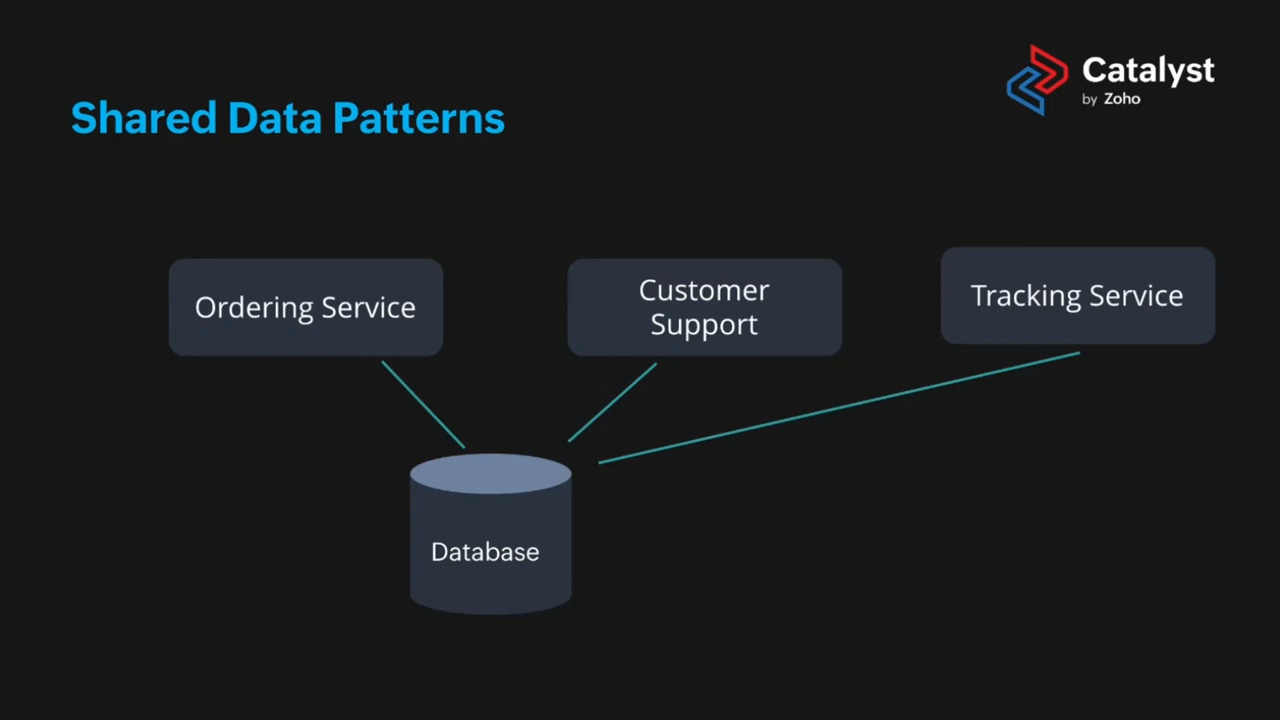 Catalyst
by Zoho
Shared Data Patterns
Ordering Service
Customer
Support
Tracking Service
Database